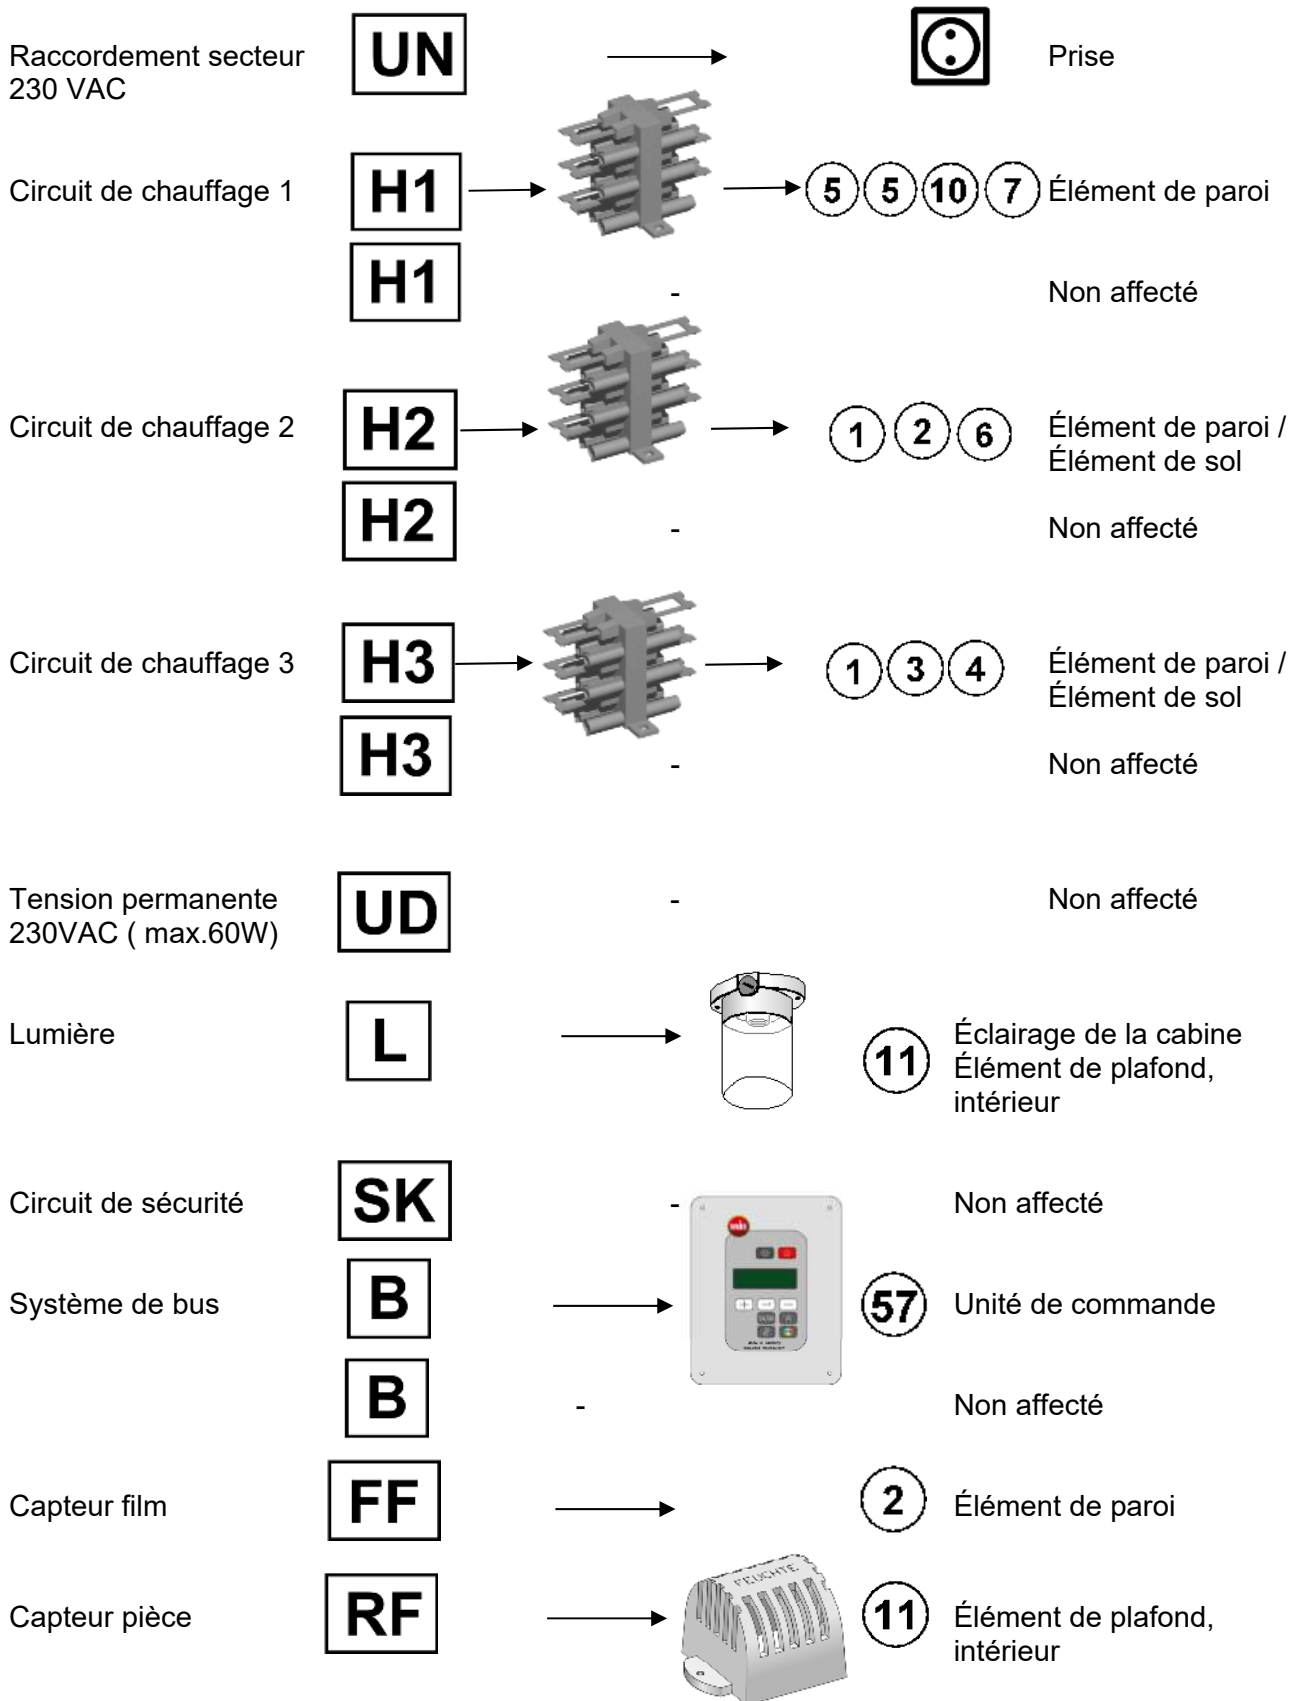 Raccordement secteur
230 VAC
UN
Prise
Circuit de chauffage 1
H1
5 5 10 7
Élément de paroi
H1
-
Non affecté
Circuit de chauffage 2
H2
1 2 6
Élément de paroi /
Élément de sol
H2
-
Non affecté
Circuit de chauffage 3
H3
1 3 4
Élément de paroi /
Élément de sol
H3
-
Non affecté
Tension permanente
230VAC ( max.60W)
UD
-
Non affecté
Lumière
L
11
Éclairage de la cabine
Élément de plafond,
intérieur
Circuit de sécurité
SK
-
Non affecté
Système de bus
B
57
Unité de commande
B
-
Non affecté
Capteur film
FF
2
Élément de paroi
Capteur pièce
RF
FEUCHTE
11
Élément de plafond,
intérieur